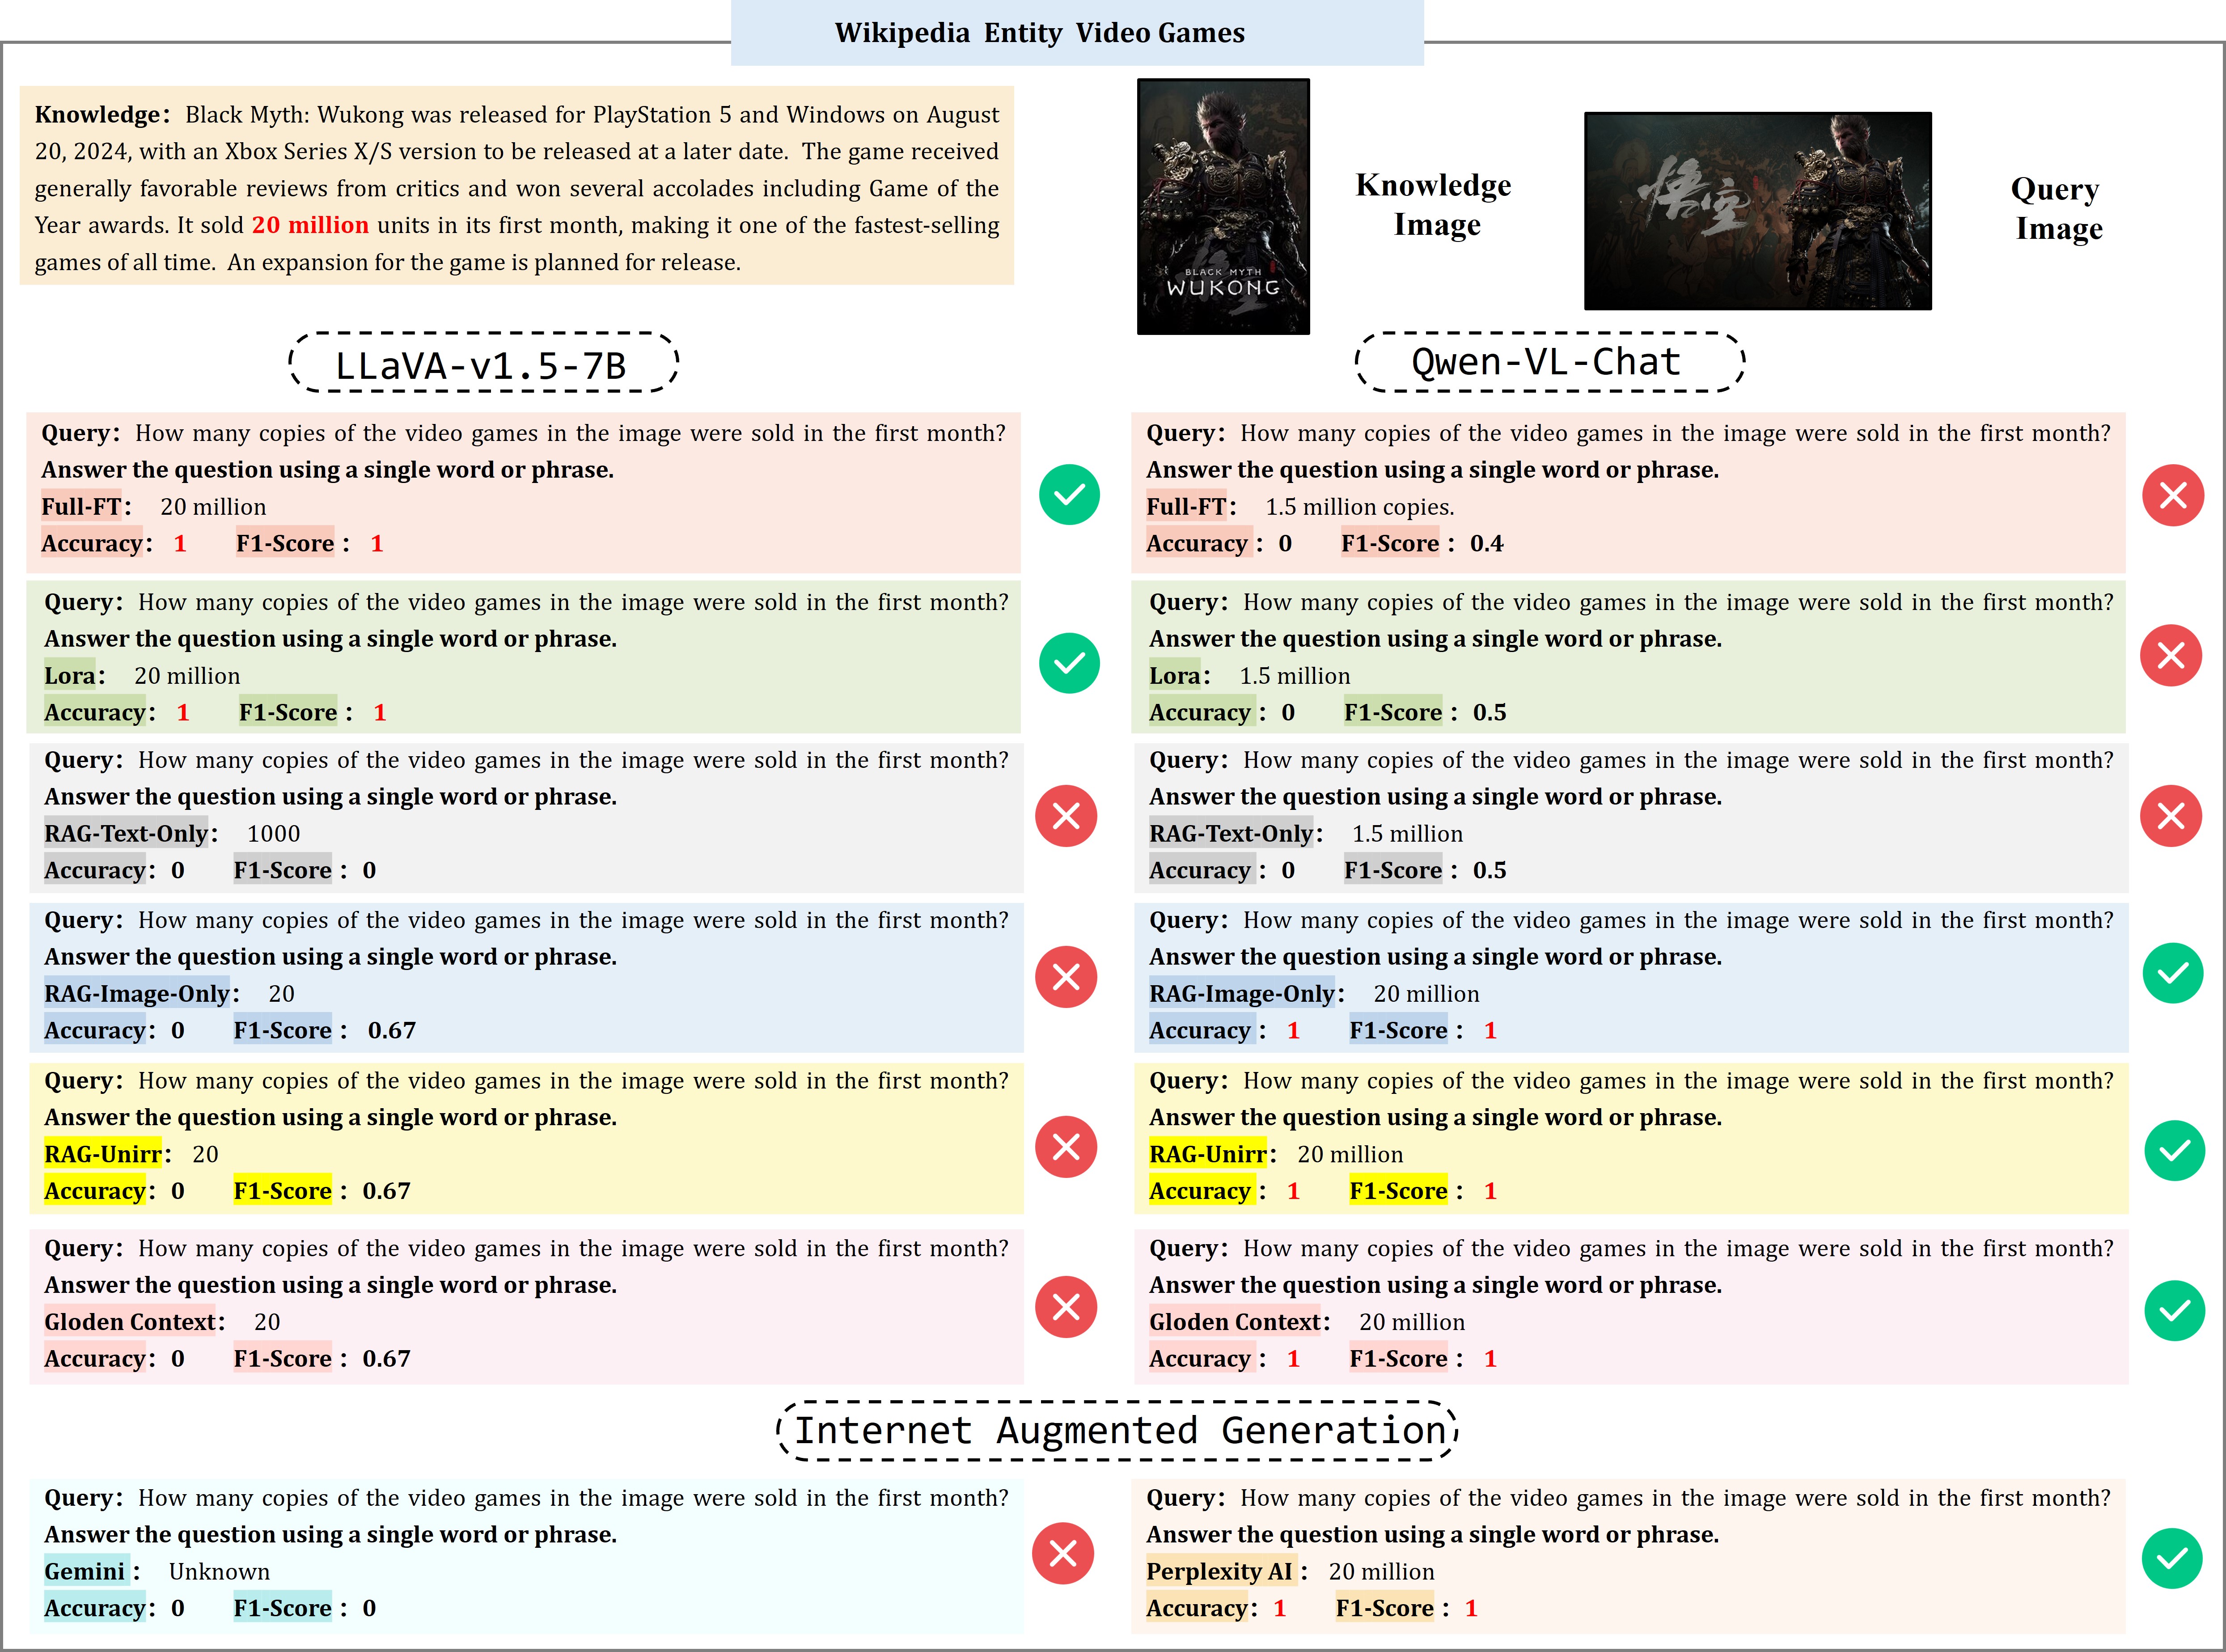 Wikipedia Entity Video Games
Knowledge: Black Myth: Wukong was released for PlayStation 5 and Windows on August
20, 2024, with an Xbox Series X/S version to be released at a later date. The game received
generally favorable reviews from critics and won several accolades including Game of the
Year awards. It sold 20 million units in its first month, making it one of the fastest-selling
games of all time. An expansion for the game is planned for release.
BLACK MYTH
WUKONG
悟空
Knowledge
Image
悟空
Query
Image
LLaVA-v1.5-7B
Query: How many copies of the video games in the image were sold in the first month?
Answer the question using a single word or phrase.
Full-FT: 20 million
Accuracy: 1 F1-Score : 1
Query: How many copies of the video games in the image were sold in the first month?
Answer the question using a single word or phrase.
Lora: 20 million
Accuracy: 1 F1-Score : 1
Query: How many copies of the video games in the image were sold in the first month?
Answer the question using a single word or phrase.
RAG-Text-Only: 1000
Accuracy: 0 F1-Score : 0
Query: How many copies of the video games in the image were sold in the first month?
Answer the question using a single word or phrase.
RAG-Image-Only: 20
Accuracy: 0 F1-Score : 0.67
Query: How many copies of the video games in the image were sold in the first month?
Answer the question using a single word or phrase.
RAG-Unirr: 20
Accuracy: 0 F1-Score : 0.67
Query: How many copies of the video games in the image were sold in the first month?
Answer the question using a single word or phrase.
Gloden Context: 20
Accuracy: 0 F1-Score : 0.67
Qwen-VL-Chat
Query: How many copies of the video games in the image were sold in the first month?
Answer the question using a single word or phrase.
Full-FT: 1.5 million copies.
Accuracy : 0 F1-Score : 0.4
Query: How many copies of the video games in the image were sold in the first month?
Answer the question using a single word or phrase.
Lora: 1.5 million
Accuracy : 0 F1-Score : 0.5
Query: How many copies of the video games in the image were sold in the first month?
Answer the question using a single word or phrase.
RAG-Text-Only: 1.5 million
Accuracy : 0 F1-Score : 0.5
Query: How many copies of the video games in the image were sold in the first month?
Answer the question using a single word or phrase.
RAG-Image-Only: 20 million
Accuracy : 1 F1-Score : 1
Query: How many copies of the video games in the image were sold in the first month?
Answer the question using a single word or phrase.
RAG-Unirr: 20 million
Accuracy : 1 F1-Score : 1
Query: How many copies of the video games in the image were sold in the first month?
Answer the question using a single word or phrase.
Gloden Context: 20 million
Accuracy : 1 F1-Score : 1
Internet Augmented Generation
Query: How many copies of the video games in the image were sold in the first month?
Answer the question using a single word or phrase.
Gemini : Unknown
Accuracy: 0 F1-Score : 0
Query: How many copies of the video games in the image were sold in the first month?
Answer the question using a single word or phrase.
Perplexity AI : 20 million
Accuracy: 1 F1-Score : 1